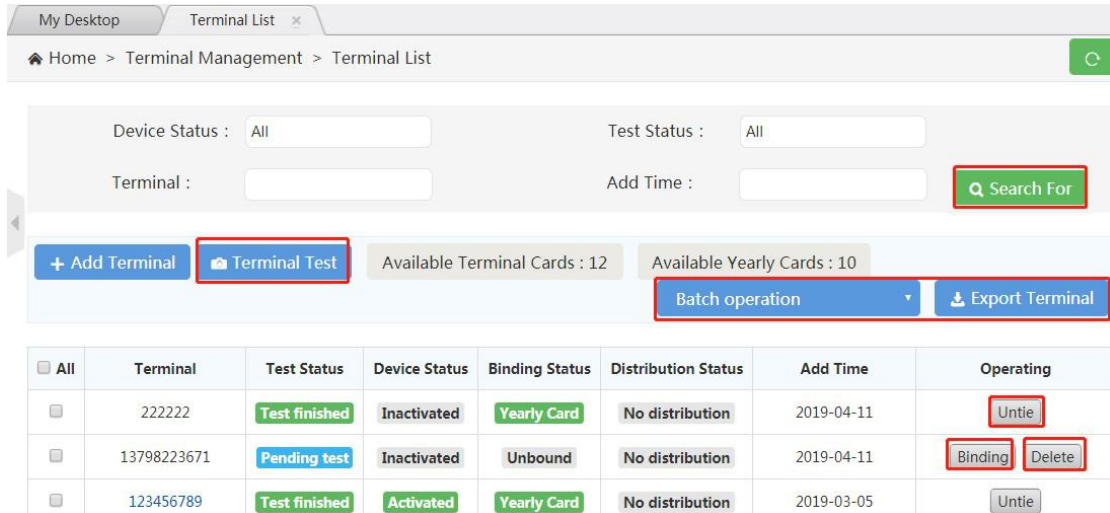 My Desktop Terminal List ×
Home > Terminal Management > Terminal List
Device Status : All Test Status : All
Terminal : Add Time : Search For
+ Add Terminal Terminal Test Available Terminal Cards : 12 Available Yearly Cards : 10
Batch operation Export Terminal
All Terminal Test Status Device Status Binding Status Distribution Status Add Time Operating
222222 Test finished Inactivated Yearly Card No distribution 2019-04-11 Untie
13798223671 Pending test Inactivated Unbound No distribution 2019-04-11 Binding Delete
123456789 Test finished Activated Yearly Card No distribution 2019-03-05 Untie